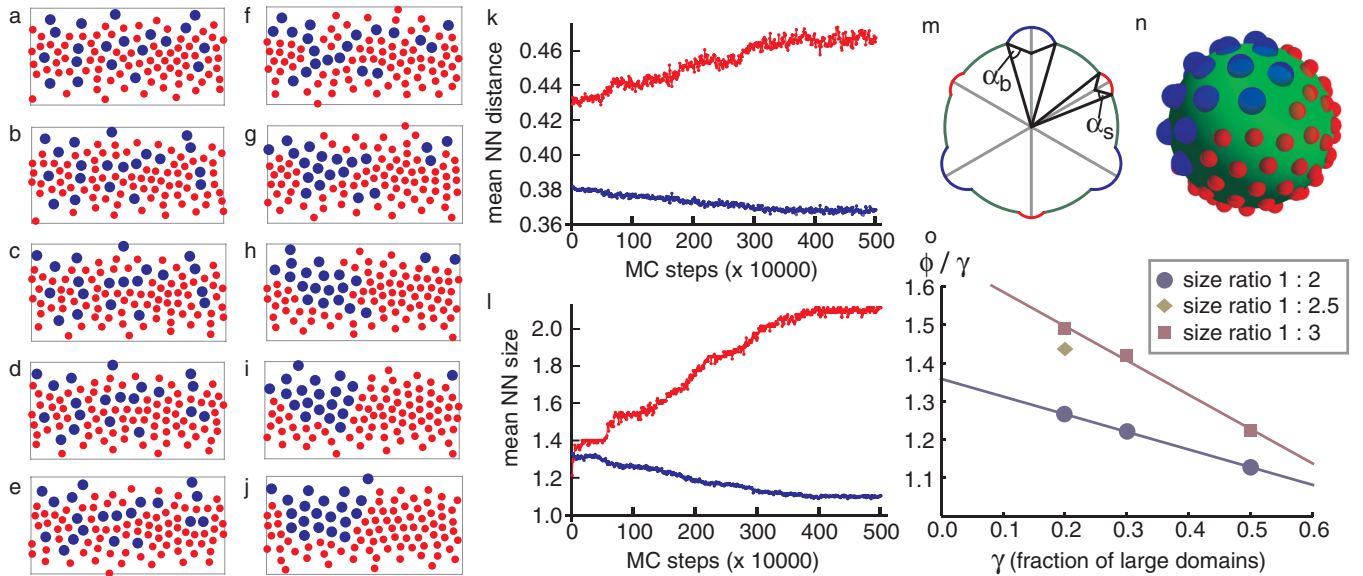 a
b
c
d
e
f
g
h
i
j
k
mean NN distance
0.46
0.44
0.42
0.40
0.38
0.36
0 100 200 300 400 500
MC steps (x 10000)
l
mean NN size
2.0
1.8
1.6
1.4
1.2
1.0
0 100 200 300 400 500
MC steps (x 10000)
m
α_b
α_s
n
o
ϕ / γ
1.6
1.5
1.4
1.3
1.2
1.1
0.0 0.1 0.2 0.3 0.4 0.5 0.6
γ (fraction of large domains)
size ratio 1 : 2
size ratio 1 : 2.5
size ratio 1 : 3